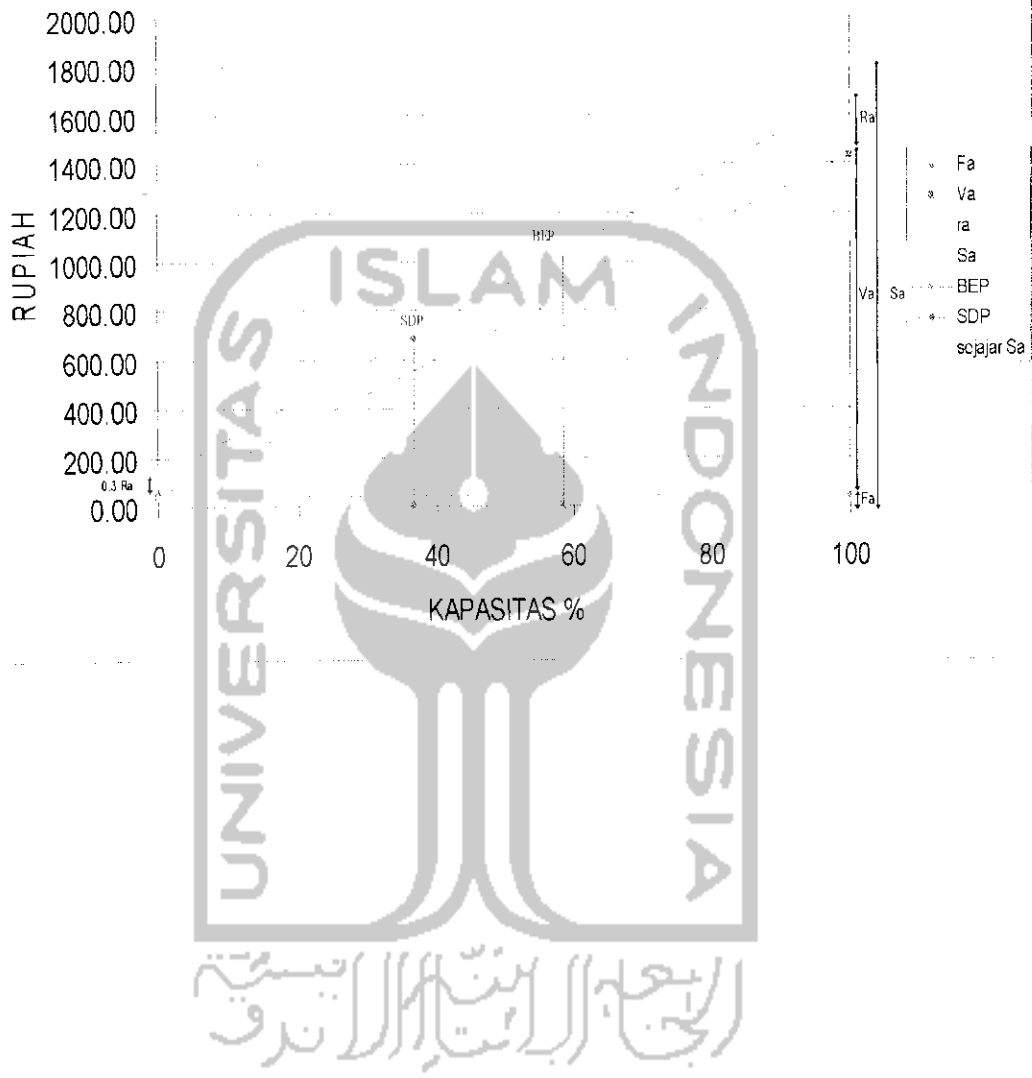 2000.00
1800.00
1600.00
1400.00
1200.00
1000.00
800.00
600.00
400.00
200.00
0.00
RUPIAH
0.3 Ra
0 20 40 60 80 100
KAPASITAS %
SDP
BEP
Ra
Va
Sa
Fa
Fa
Va
ra
Sa
BEP
SDP
sejajar Sa
UNIVERSITAS
ISLAM
INDONESIA